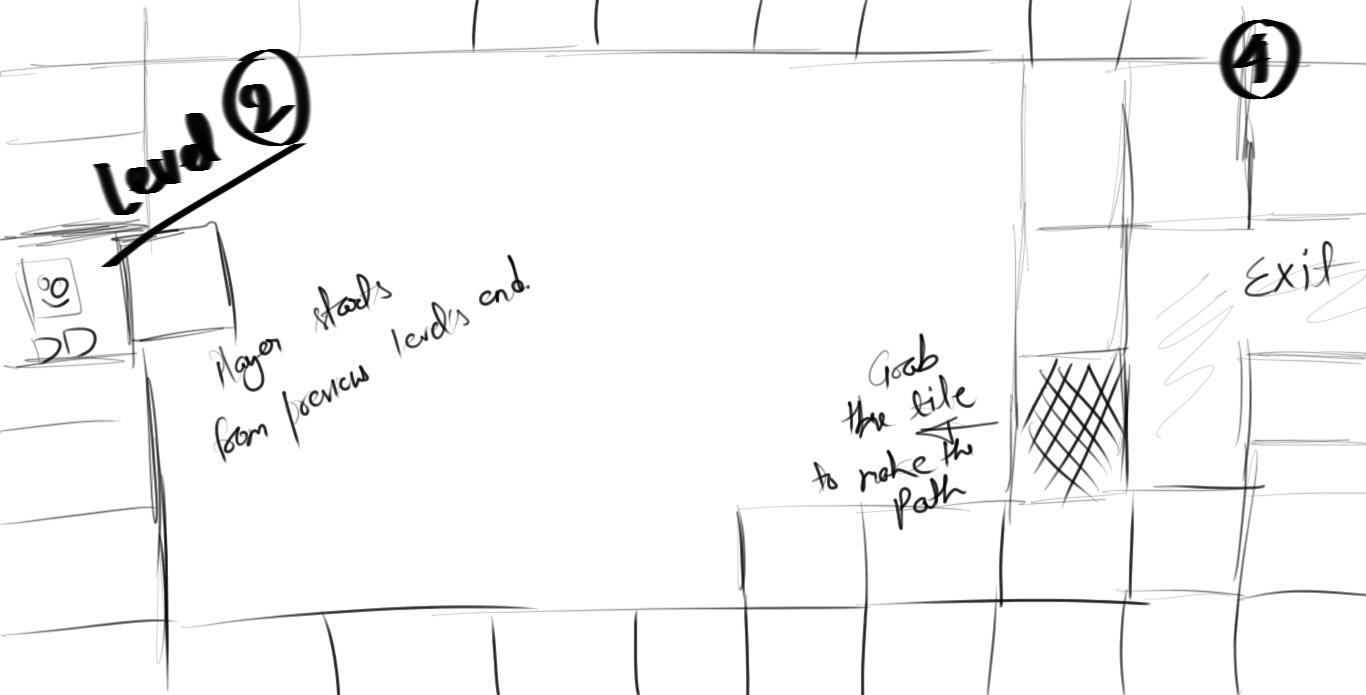 Level 2
4
Exit
Player starts
from previous level's end.
Grab
the tile
to make the
Path